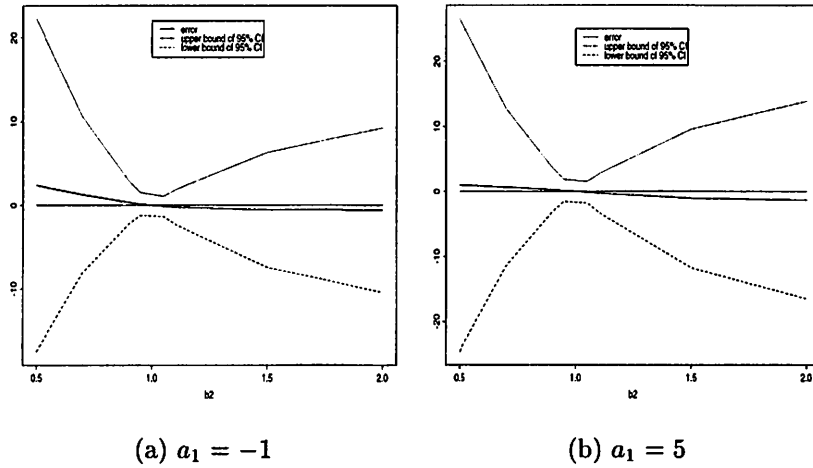 error
upper bound of 95% CI
lower bound of 95% CI
20
10
0
-10
0.5
1.0
1.5
2.0
b2
(a) a₁ = −1
error
upper bound of 95% CI
lower bound of 95% CI
20
10
0
-10
-20
0.5
1.0
1.5
2.0
b2
(b) a₁ = 5